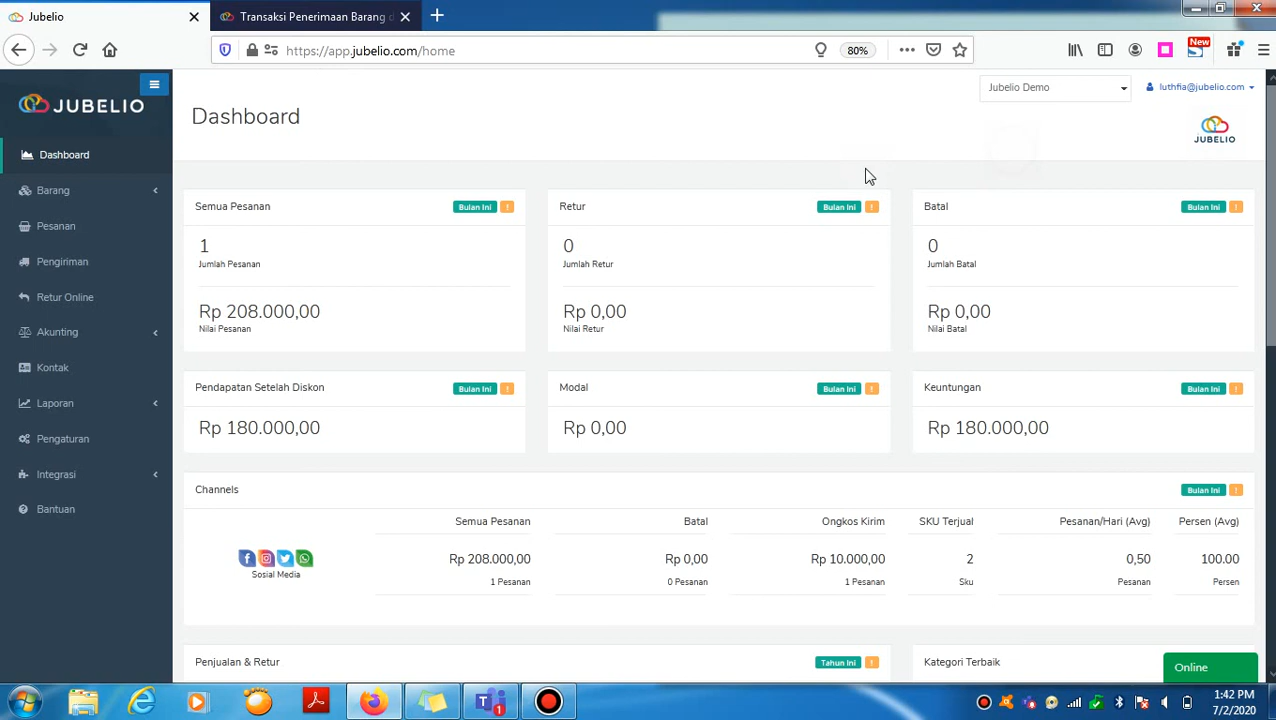 Jubelio
Transaksi Penerimaan Barang d
https://app.jubelio.com/home
80%
New
JUBELIO
Jubelio Demo
luthfia@jubelio.com
Dashboard
JUBELIO
Dashboard
Barang
Pesanan
Pengiriman
Retur Online
Akunting
Kontak
Laporan
Pengaturan
Integrasi
Bantuan
Semua Pesanan
Bulan Ini !
1
Jumlah Pesanan
Rp 208.000,00
Nilai Pesanan
Retur
Bulan Ini !
0
Jumlah Retur
Rp 0,00
Nilai Retur
Batal
Bulan Ini !
0
Jumlah Batal
Rp 0,00
Nilai Batal
Pendapatan Setelah Diskon
Bulan Ini !
Rp 180.000,00
Modal
Bulan Ini !
Rp 0,00
Keuntungan
Bulan Ini !
Rp 180.000,00
Channels
Bulan Ini !
Semua Pesanan Batal Ongkos Kirim SKU Terjual Pesanan/Hari (Avg) Persen (Avg)
Rp 208.000,00 Rp 0,00 Rp 10.000,00 2 0,50 100.00
Sosial Media 1 Pesanan 0 Pesanan 1 Pesanan Sku Pesanan Persen
Penjualan & Retur
Tahun Ini !
Kategori Terbaik
Online
1
1:42 PM
7/2/2020